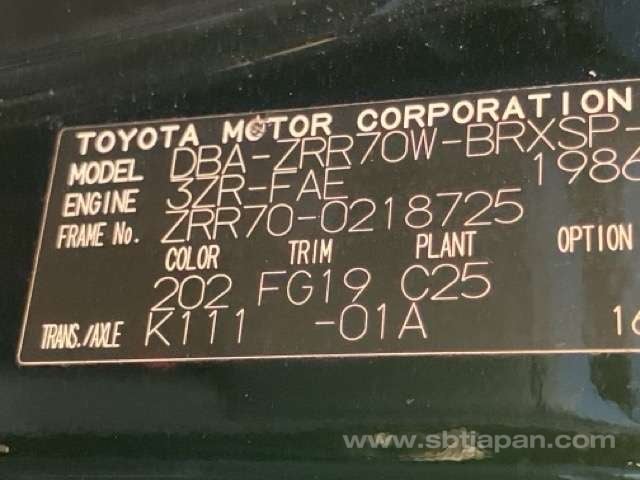 TOYOTA MOTOR CORPORATION
MODEL DBA-ZRR70W-BRXSP-
ENGINE 3ZR-FAE 1986
FRAME No. ZRR70-0218725
COLOR TRIM PLANT OPTION
202 FG19 C25
TRANS./AXLE K111 -01A 16
www.sbtjapan.com